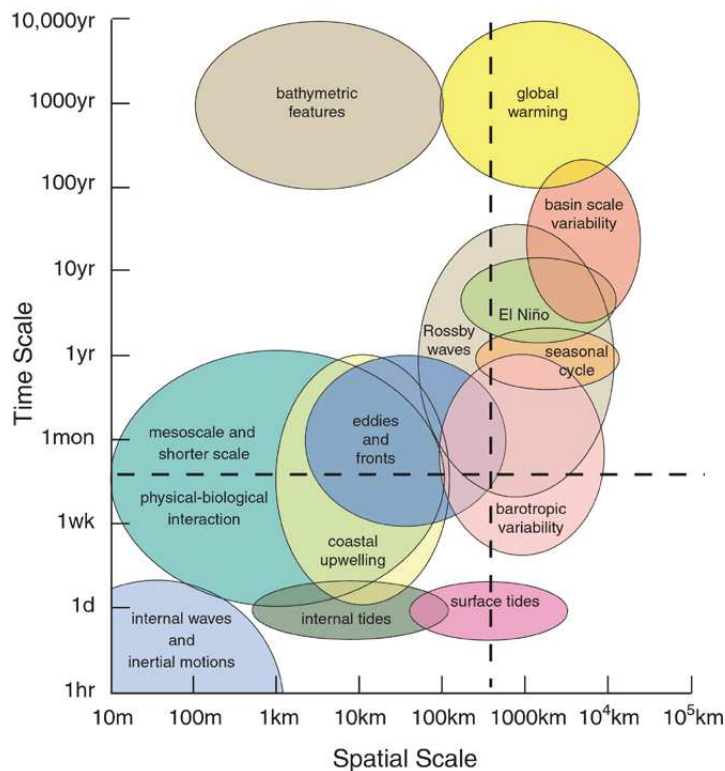 10,000yr
1000yr
100yr
10yr
1yr
1mon
1wk
1d
1hr
Time Scale
bathymetric
features
global
warming
basin scale
variability
El Niño
Rossby
waves
seasonal
cycle
mesoscale and
shorter scale
physical-biological
interaction
eddies
and
fronts
coastal
upwelling
barotropic
variability
internal waves
and
inertial motions
internal tides
surface tides
10m
100m
1km
10km
100km
1000km
10⁴km
10⁵km
Spatial Scale